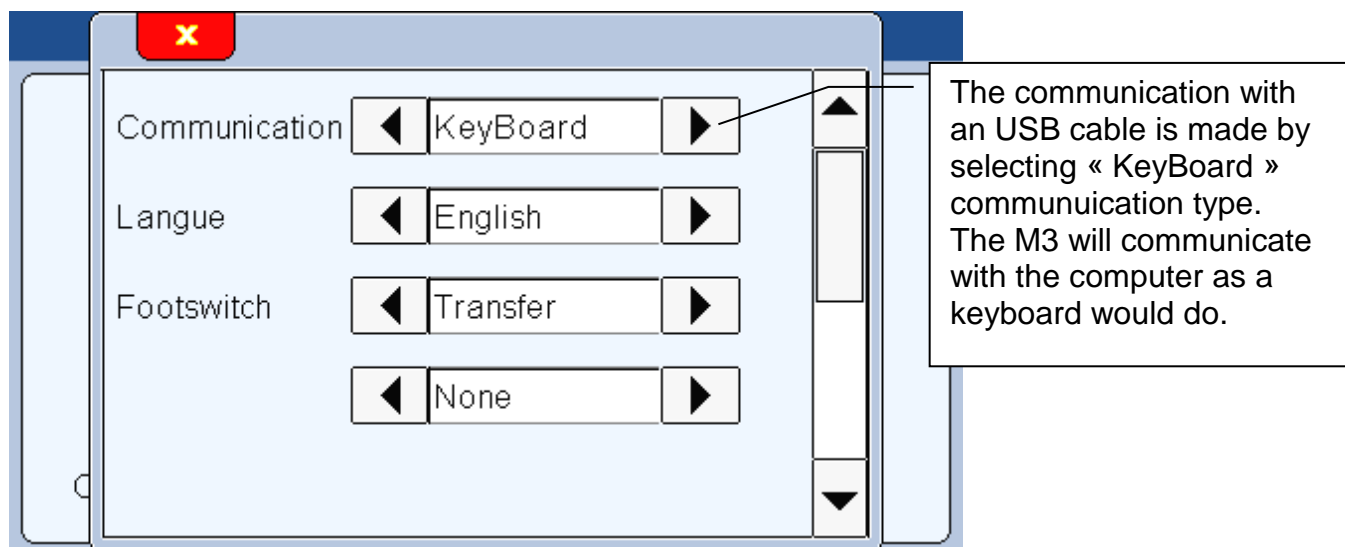 x
Communication KeyBoard
Langue English
Footswitch Transfer
None
The communication with
an USB cable is made by
selecting « KeyBoard »
communuication type.
The M3 will communicate
with the computer as a
keyboard would do.